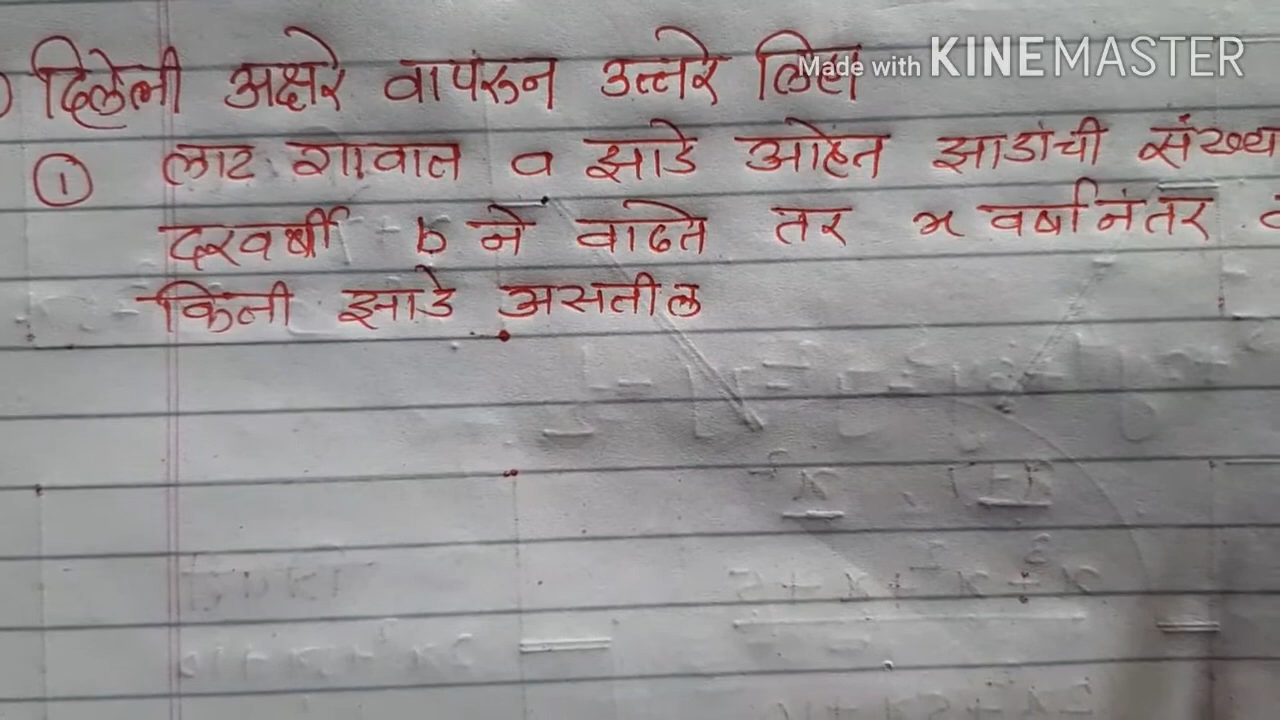 Made with KINEMASTER
) दिलेली अक्षरे वापरून उत्तरे लिहा
① लाट गावात a झाडे आहेत झाडांची संख्य
दरवर्षी b ने वाढते तर x वर्षानंतर
किती झाडे असतील